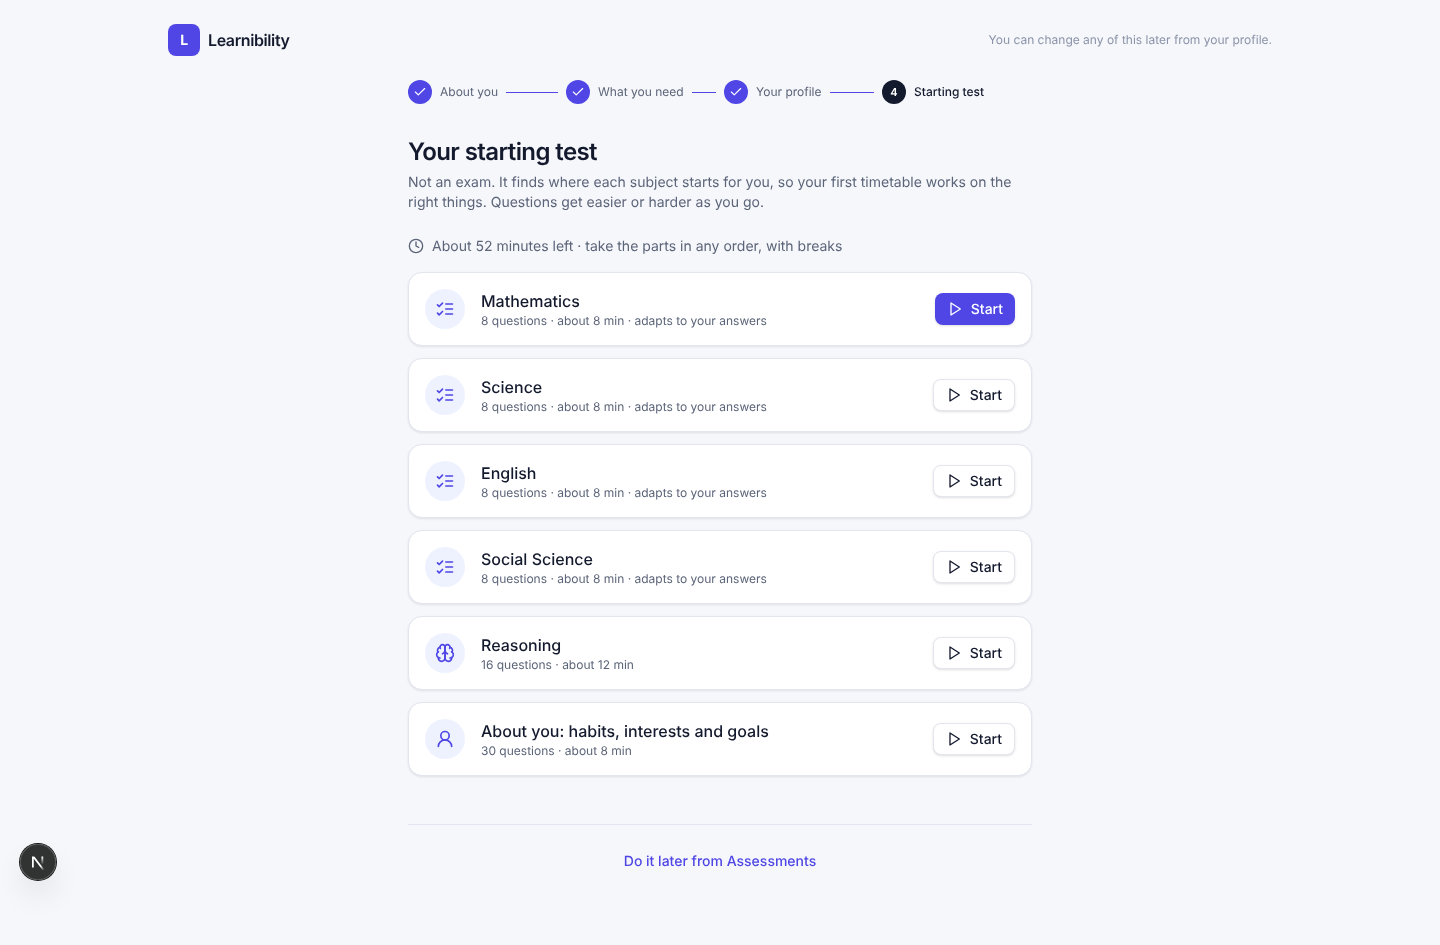 L Learnibility
You can change any of this later from your profile.
About you
What you need
Your profile
4 Starting test
Your starting test
Not an exam. It finds where each subject starts for you, so your first timetable works on the
right things. Questions get easier or harder as you go.
About 52 minutes left · take the parts in any order, with breaks
Mathematics
8 questions · about 8 min · adapts to your answers
Start
Science
8 questions · about 8 min · adapts to your answers
Start
English
8 questions · about 8 min · adapts to your answers
Start
Social Science
8 questions · about 8 min · adapts to your answers
Start
Reasoning
16 questions · about 12 min
Start
About you: habits, interests and goals
30 questions · about 8 min
Start
N
Do it later from Assessments